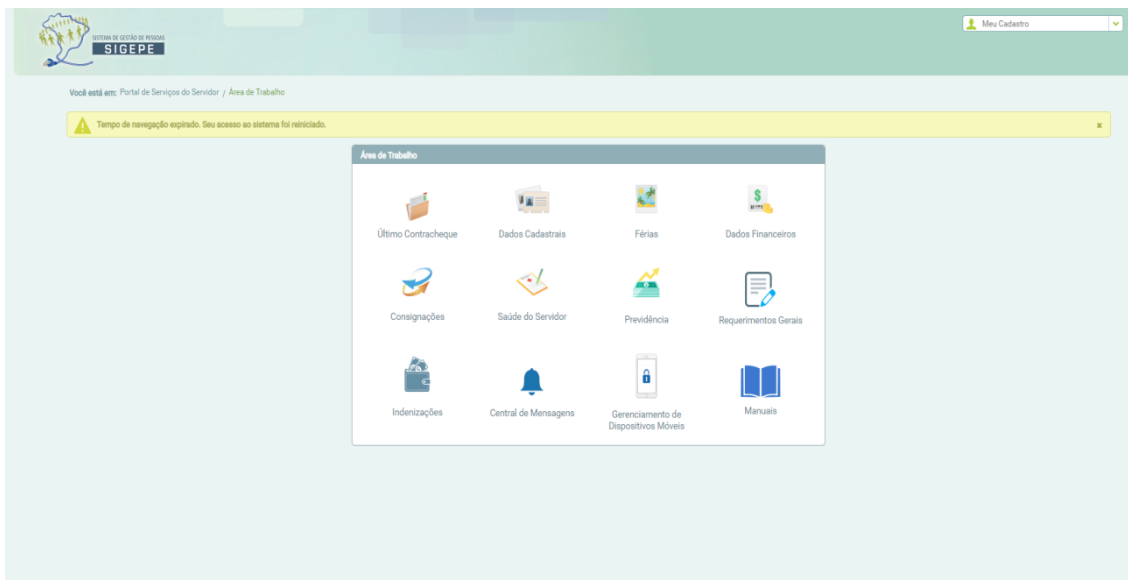 SISTEMA DE GESTÃO DE PESSOAS
SIGEPE
Meu Cadastro
Você está em: Portal de Serviços do Servidor / Área de Trabalho
Tempo de navegação expirado. Seu acesso ao sistema foi reiniciado.
Área de Trabalho
Último Contracheque
Dados Cadastrais
Férias
Dados Financeiros
Consignações
Saúde do Servidor
Previdência
Requerimentos Gerais
Indenizações
Central de Mensagens
Gerenciamento de
Dispositivos Móveis
Manuais